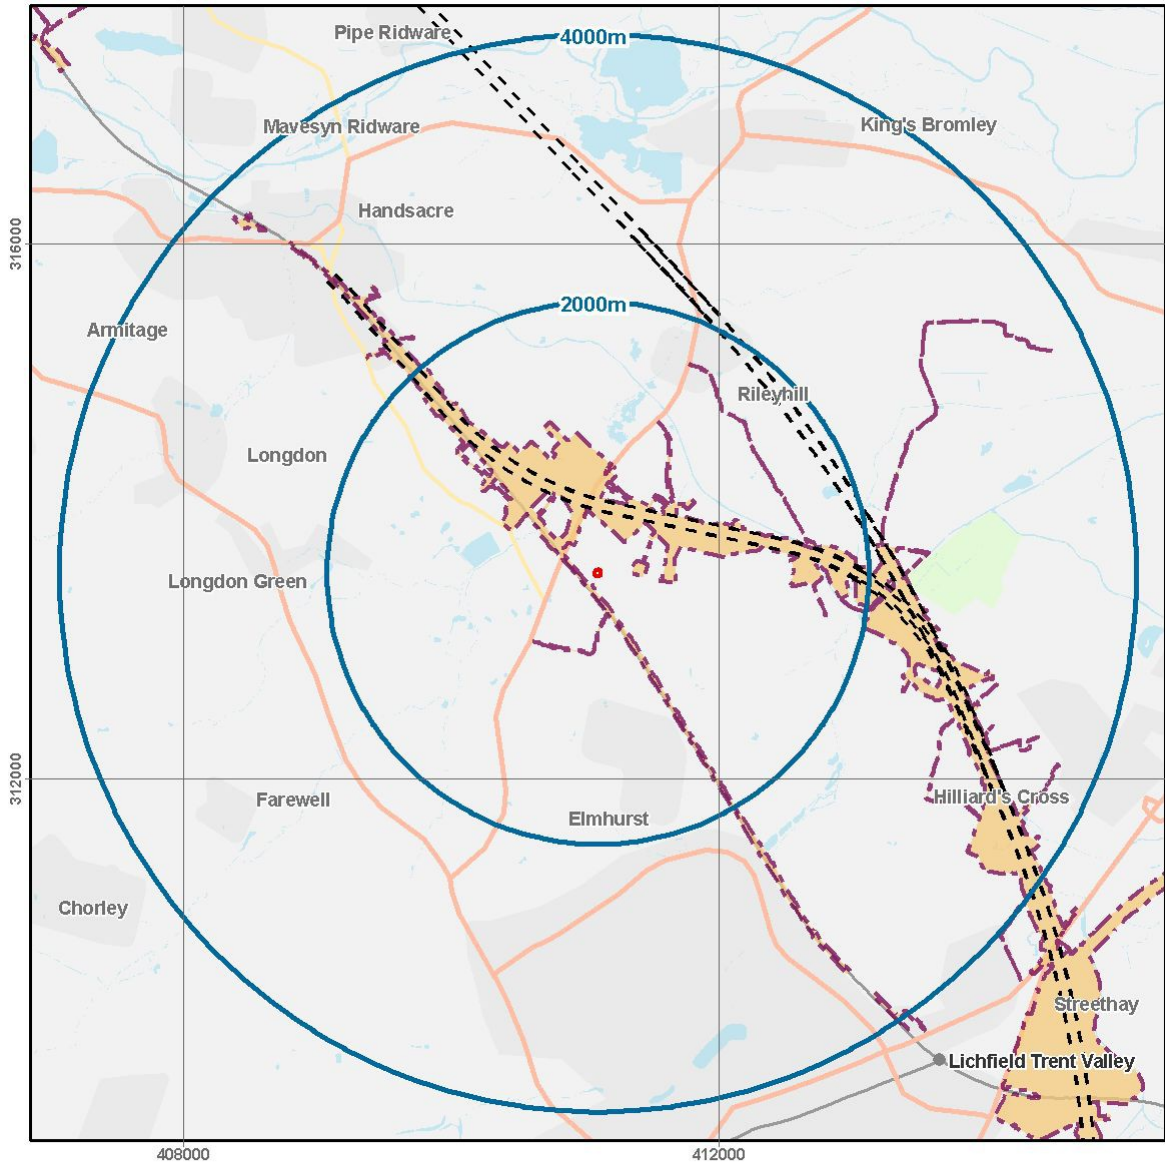 Pipe Ridware
4000m
Mavesyn Ridware
King's Bromley
Handsacre
316000
2000m
Armitage
Rileyhill
Longdon
Longdon Green
312000
Hilliard's Cross
Farewell
Elmhurst
Chorley
Streethay
Lichfield Trent Valley
408000
412000